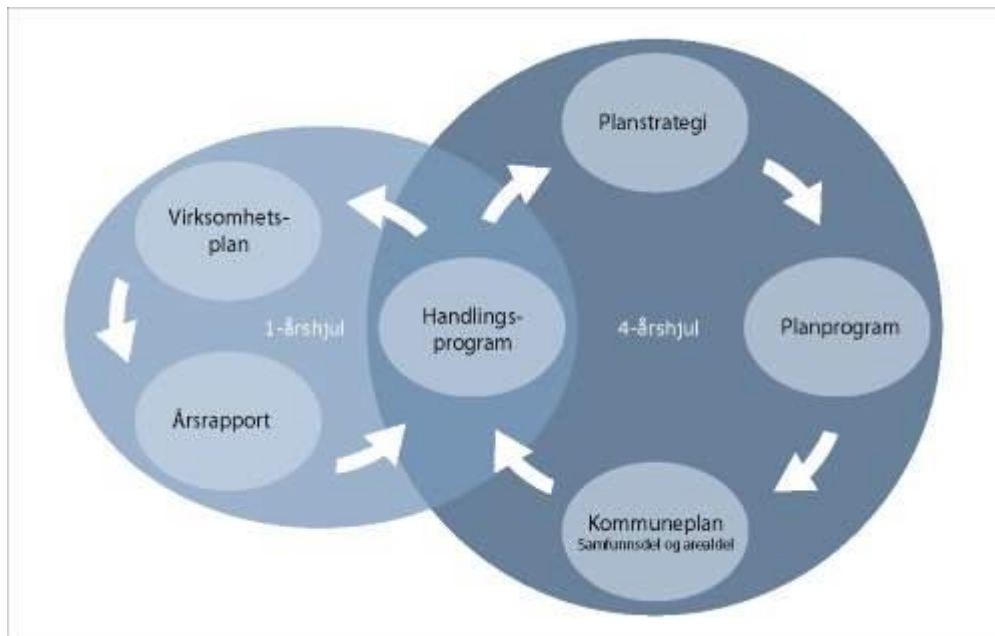 Planstrategi
Virksomhets-
plan
1-årshjul
Handlings-
program
4-årshjul
Planprogram
Årsrapport
Kommuneplan
Samfunnsdel og arealdel